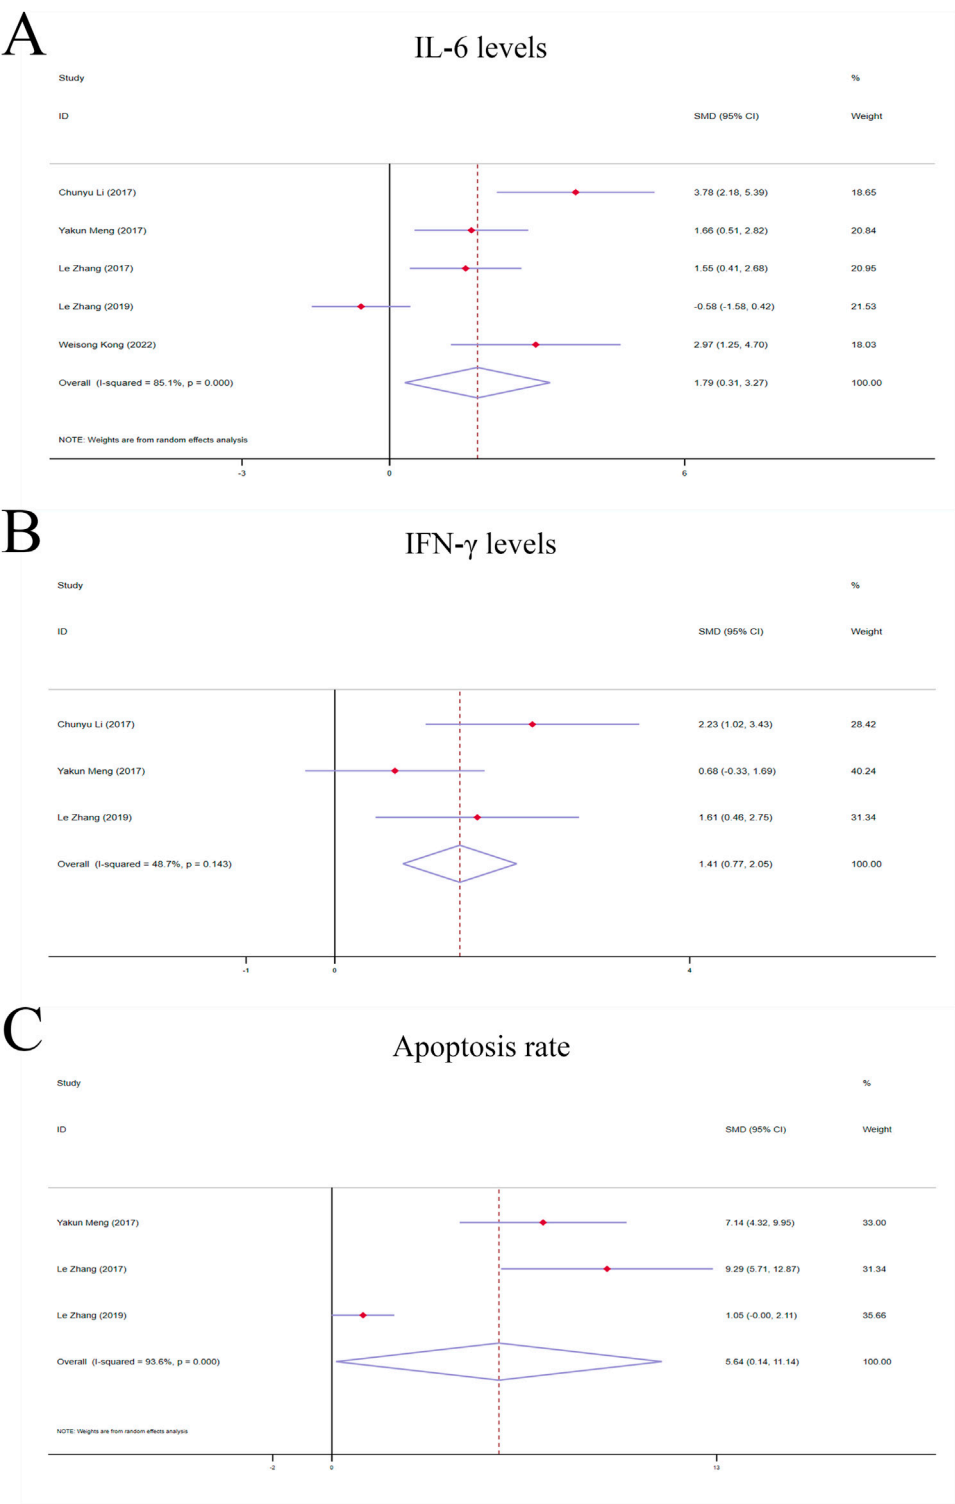 A
IL-6 levels
Study %
ID SMD (95% CI) Weight
Chunyu Li (2017) 3.78 (2.18, 5.39) 18.65
Yakun Meng (2017) 1.66 (0.51, 2.82) 20.84
Le Zhang (2017) 1.55 (0.41, 2.68) 20.95
Le Zhang (2019) -0.58 (-1.58, 0.42) 21.53
Weisong Kong (2022) 2.97 (1.25, 4.70) 18.03
Overall (I-squared = 85.1%, p = 0.000) 1.79 (0.31, 3.27) 100.00
NOTE: Weights are from random effects analysis
-3 0 6
B
IFN-γ levels
Study %
ID SMD (95% CI) Weight
Chunyu Li (2017) 2.23 (1.02, 3.43) 28.42
Yakun Meng (2017) 0.68 (-0.33, 1.69) 40.24
Le Zhang (2019) 1.61 (0.46, 2.75) 31.34
Overall (I-squared = 48.7%, p = 0.143) 1.41 (0.77, 2.05) 100.00
-1 0 4
C
Apoptosis rate
Study %
ID SMD (95% CI) Weight
Yakun Meng (2017) 7.14 (4.32, 9.95) 33.00
Le Zhang (2017) 9.29 (5.71, 12.87) 31.34
Le Zhang (2019) 1.05 (-0.00, 2.11) 35.66
Overall (I-squared = 93.6%, p = 0.000) 5.64 (0.14, 11.14) 100.00
NOTE: Weights are from random effects analysis
-2 0 13